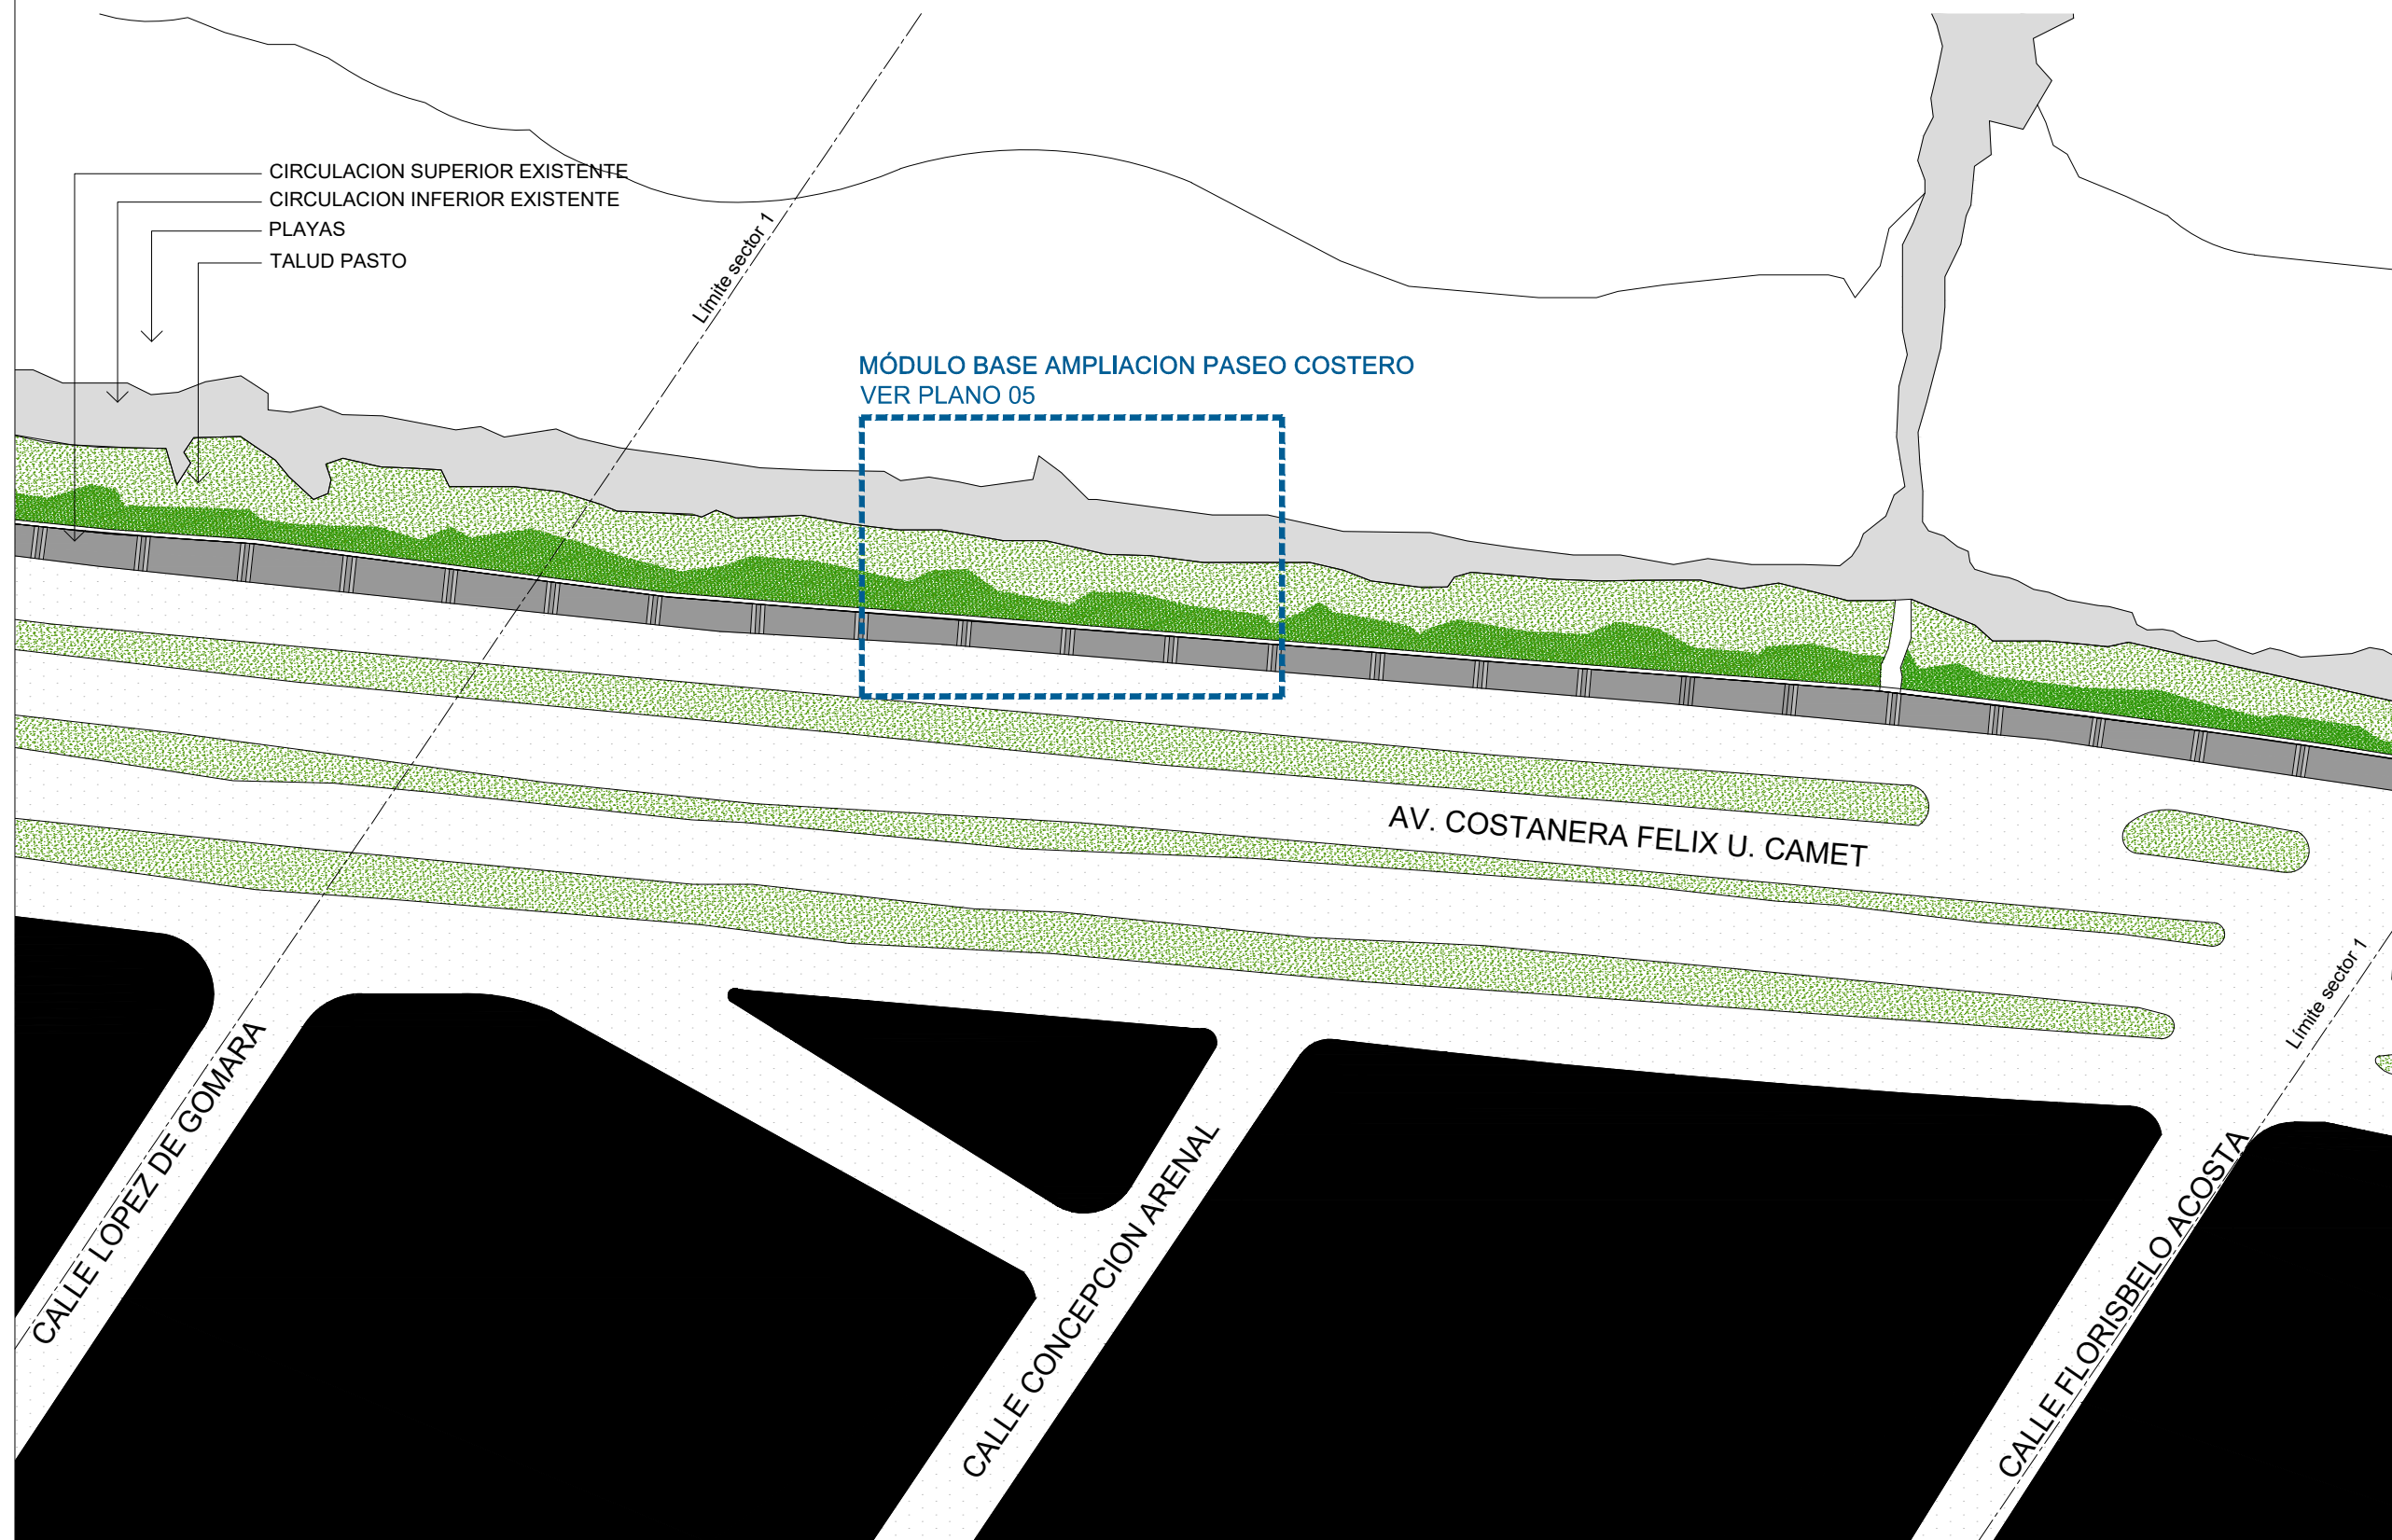 CIRCULACION SUPERIOR EXISTENTE
CIRCULACION INFERIOR EXISTENTE
PLAYAS
TALUD PASTO
Límite sector 1
MÓDULO BASE AMPLIACION PASEO COSTERO
VER PLANO 05
AV. COSTANERA FELIX U. CAMET
Límite sector 1
CALLE LOPEZ DE GOMARA
CALLE CONCEPCION ARENAL
CALLE FLORISBELO ACOSTA